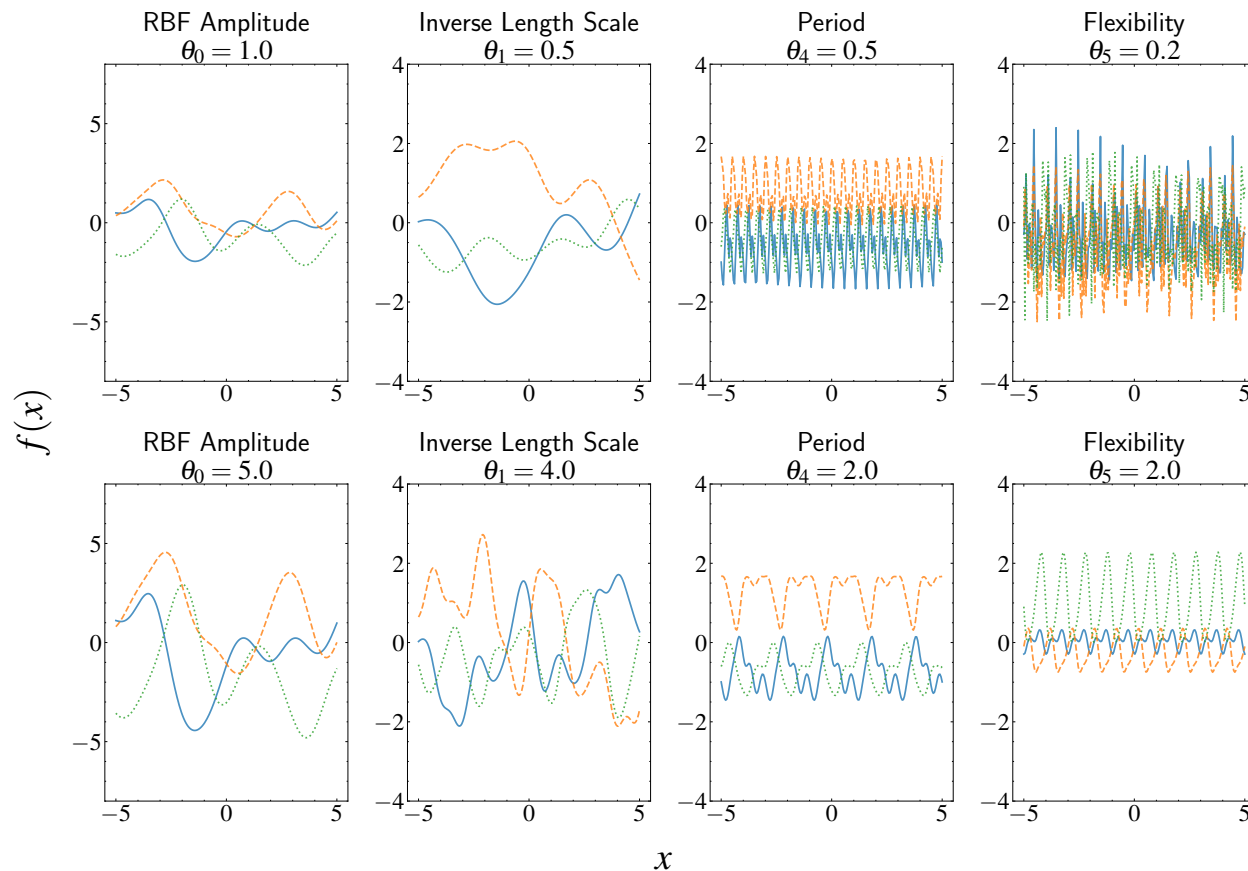 RBF Amplitude
θ₀ = 1.0
5
0
−5
−5 0 5
Inverse Length Scale
θ₁ = 0.5
4
2
0
−2
−4
−5 0 5
Period
θ₄ = 0.5
4
2
0
−2
−4
−5 0 5
Flexibility
θ₅ = 0.2
4
2
0
−2
−4
−5 0 5
f(x)
RBF Amplitude
θ₀ = 5.0
5
0
−5
−5 0 5
Inverse Length Scale
θ₁ = 4.0
4
2
0
−2
−4
−5 0 5
Period
θ₄ = 2.0
4
2
0
−2
−4
−5 0 5
Flexibility
θ₅ = 2.0
4
2
0
−2
−4
−5 0 5
x